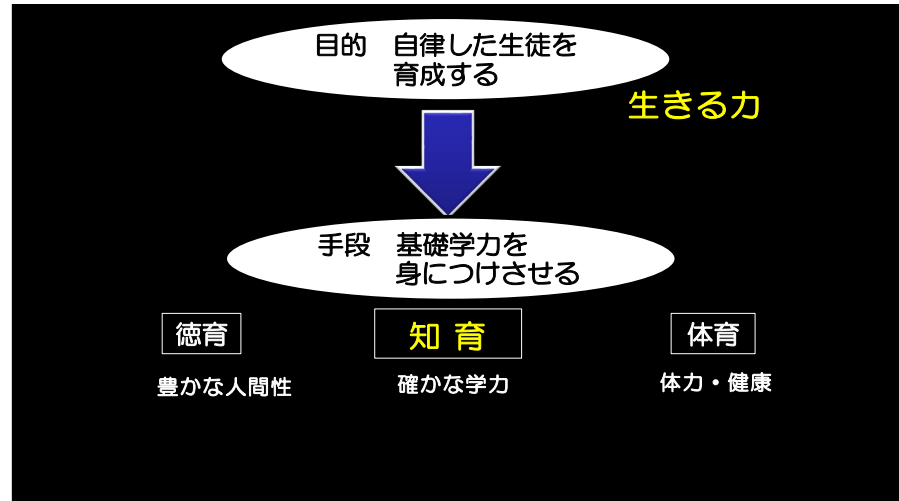 目的　自律した生徒を
育成する
生きる力
手段　基礎学力を
身につけさせる
徳育
知 育
体育
豊かな人間性
確かな学力
体力・健康